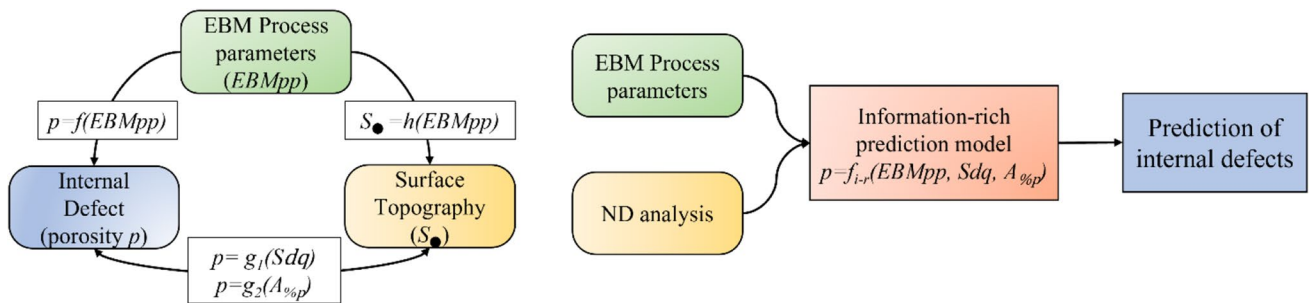 EBM Process
parameters
(EBMpp)
p=f(EBMpp)
S● =h(EBMpp)
Internal
Defect
(porosity p)
Surface
Topography
(S●)
p= g₁(Sdq)
p=g₂(A%p)
EBM Process
parameters
ND analysis
Information-rich
prediction model
p=fi-r(EBMpp, Sdq, A%p)
Prediction of
internal defects